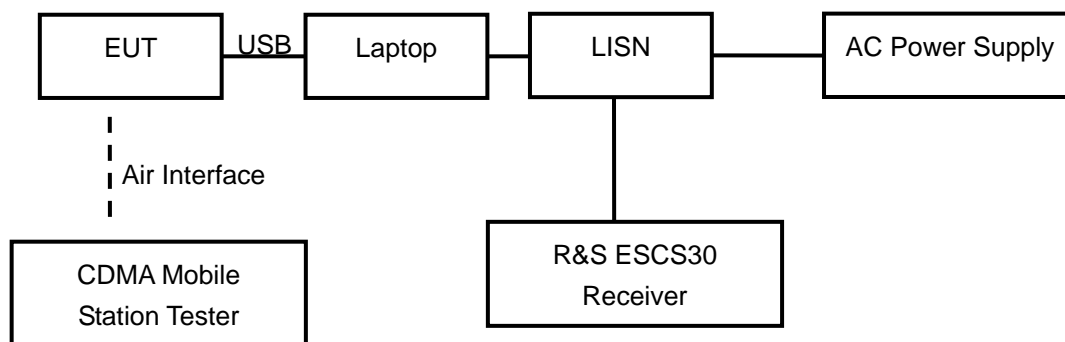 EUT
USB
Laptop
LISN
AC Power Supply
Air Interface
CDMA Mobile
Station Tester
R&S ESCS30
Receiver